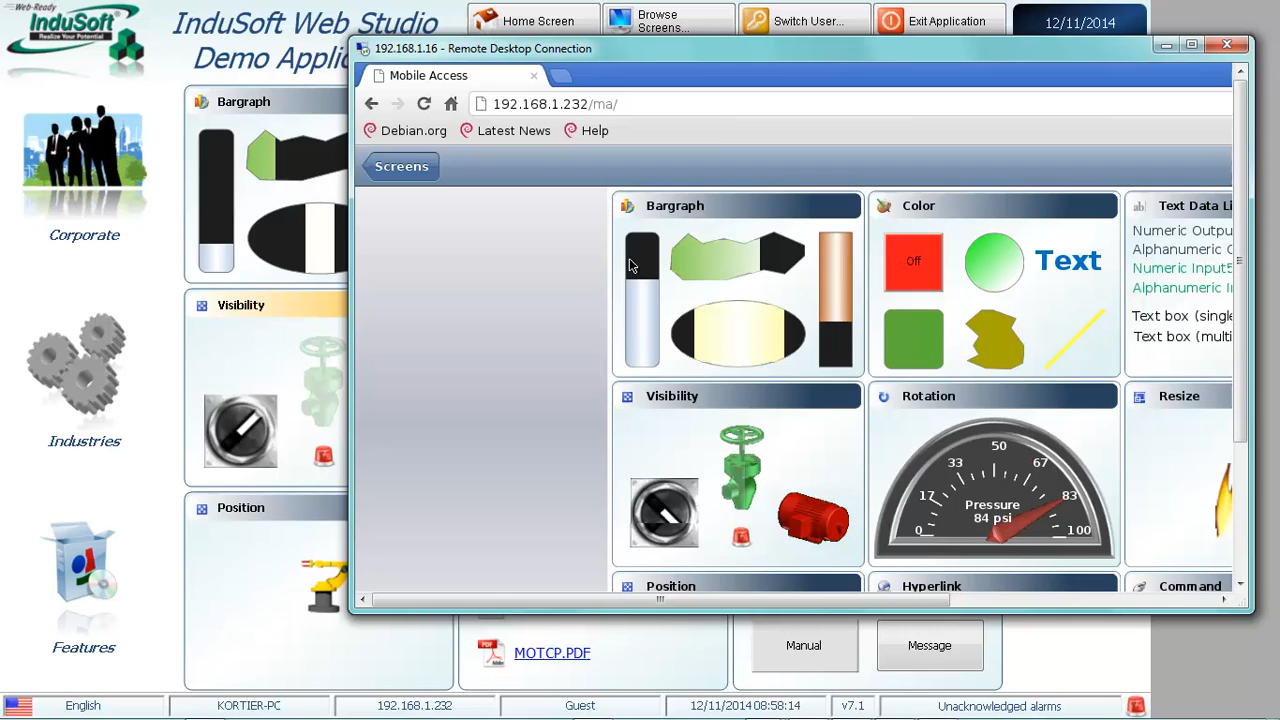 Web-Ready
InduSoft
Realize Your Potential
InduSoft Web Studio
Demo Applic
Home Screen
Browse
Screens...
User...
Exit Application
12/11/2014
Corporate
Industries
Features
Bargraph
Visibility
Position
192.168.1.16 - Remote Desktop Connection
Mobile Access
192.168.1.232/ma/
Debian.org
Latest News
Help
Screens
Bargraph
Color
Off
Text
Text Data Li
Numeric Outpu
Alphanumeric O
Numeric Input5
Alphanumeric In
Text box (single
Text box (multi
Visibility
Rotation
0
17
33
50
67
83
100
Pressure
84 psi
Resize
Position
Hyperlink
Command
PDF
MOTCP.PDF
Manual
Message
English
KORTIER-PC
Guest
12/11/2014 08:58:14
v7.1
Unacknowledged alarms